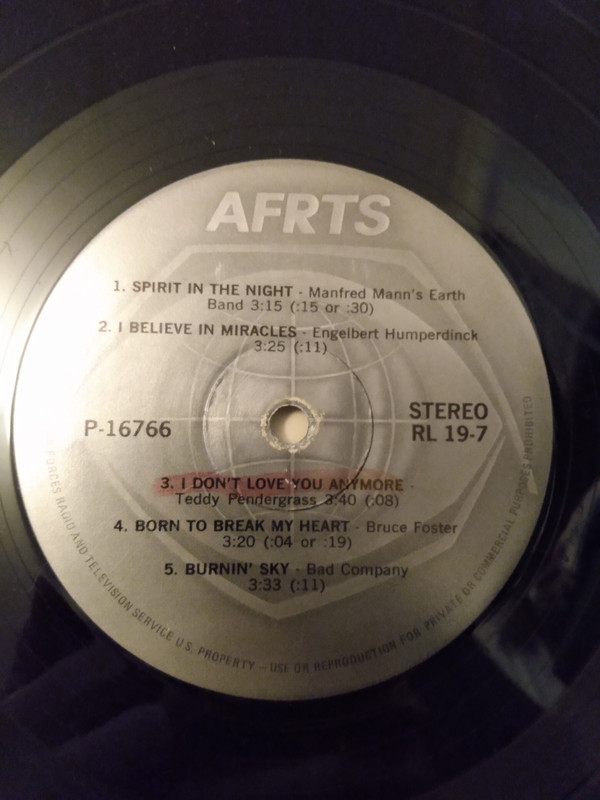 AFRTS
1. SPIRIT IN THE NIGHT - Manfred Mann's Earth
Band 3:15 (:15 or :30)
2. I BELIEVE IN MIRACLES - Engelbert Humperdinck
3:25 (:11)
P-16766
STEREO
RL 19-7
3. I DON'T LOVE YOU ANYMORE -
Teddy Pendergrass 3:40 (:08)
4. BORN TO BREAK MY HEART - Bruce Foster
3:20 (:04 or :19)
5. BURNIN' SKY - Bad Company
3:33 (:11)
FORCES RADIO AND TELEVISION SERVICE U.S. PROPERTY - USE OR REPRODUCTION FOR PRIVATE OR COMMERCIAL PURPOSES PROHIBITED